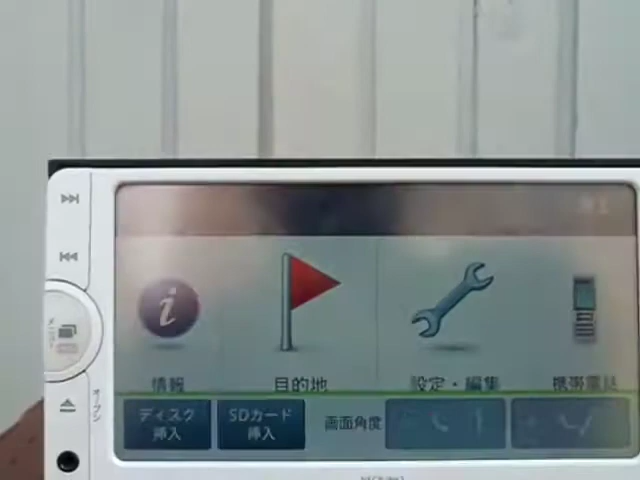 情報
目的地
設定・編集
携帯電話
ディスク
挿入
SDカード
挿入
画面角度
オープン